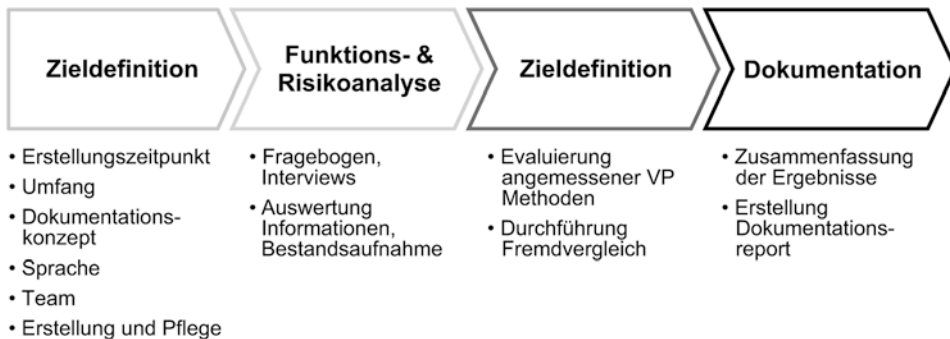 Zieldefinition
Funktions- &
Risikoanalyse
Zieldefinition
Dokumentation
• Erstellungszeitpunkt
• Umfang
• Dokumentations-
konzept
• Sprache
• Team
• Erstellung und Pflege
• Fragebogen,
Interviews
• Auswertung
Informationen,
Bestandsaufnahme
• Evaluierung
angemessener VP
Methoden
• Durchführung
Fremdvergleich
• Zusammenfassung
der Ergebnisse
• Erstellung
Dokumentations-
report